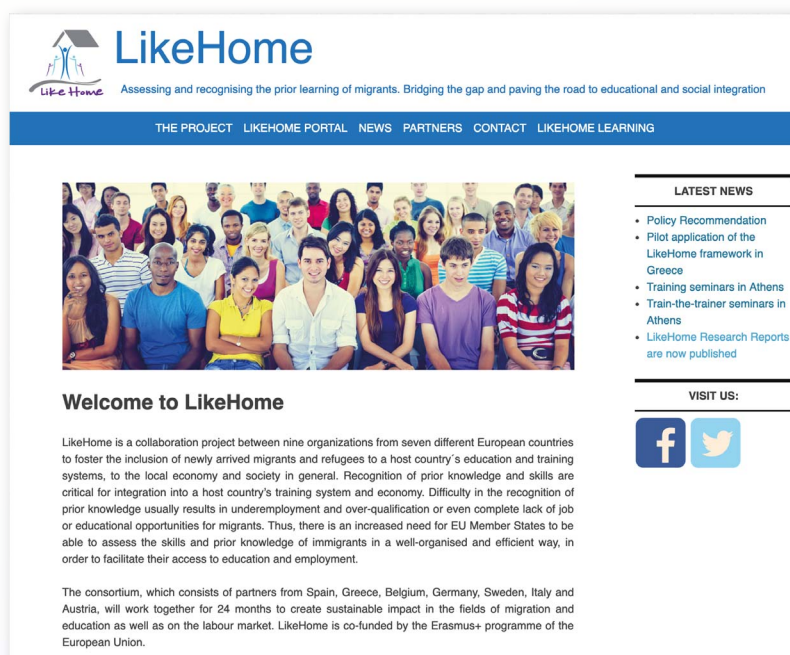 LikeHome
Like Home
Assessing and recognising the prior learning of migrants. Bridging the gap and paving the road to educational and social integration
THE PROJECT LIKEHOME PORTAL NEWS PARTNERS CONTACT LIKEHOME LEARNING
Welcome to LikeHome
LikeHome is a collaboration project between nine organizations from seven different European countries
to foster the inclusion of newly arrived migrants and refugees to a host country´s education and training
systems, to the local economy and society in general. Recognition of prior knowledge and skills are
critical for integration into a host country's training system and economy. Difficulty in the recognition of
prior knowledge usually results in underemployment and over-qualification or even complete lack of job
or educational opportunities for migrants. Thus, there is an increased need for EU Member States to be
able to assess the skills and prior knowledge of immigrants in a well-organised and efficient way, in
order to facilitate their access to education and employment.
The consortium, which consists of partners from Spain, Greece, Belgium, Germany, Sweden, Italy and
Austria, will work together for 24 months to create sustainable impact in the fields of migration and
education as well as on the labour market. LikeHome is co-funded by the Erasmus+ programme of the
European Union.
LATEST NEWS
Policy Recommendation
Pilot application of the
LikeHome framework in
Greece
Training seminars in Athens
Train-the-trainer seminars in
Athens
LikeHome Research Reports
are now published
VISIT US: